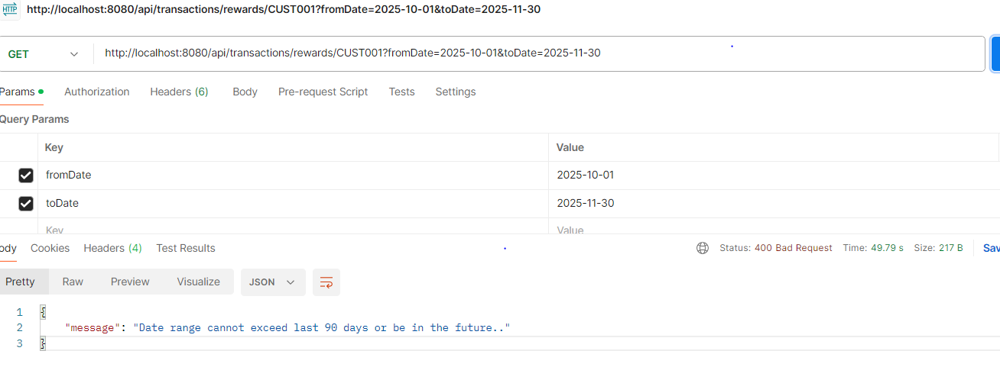 HTTP http://localhost:8080/api/transactions/rewards/CUST001?fromDate=2025-10-01&toDate=2025-11-30
GET http://localhost:8080/api/transactions/rewards/CUST001?fromDate=2025-10-01&toDate=2025-11-30
Params Authorization Headers (6) Body Pre-request Script Tests Settings
Query Params
Key Value
fromDate 2025-10-01
toDate 2025-11-30
Key Value
ody Cookies Headers (4) Test Results Status: 400 Bad Request Time: 49.79 s Size: 217 B Sav
Pretty Raw Preview Visualize JSON
1 {
2 "message": "Date range cannot exceed last 90 days or be in the future.."
3 }